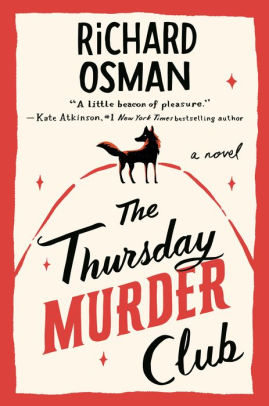 RiCHARD
OSMAN
"A little beacon of pleasure."
—Kate Atkinson, #1 New York Times bestselling author
a novel
The
Thursday
MURDER
Club